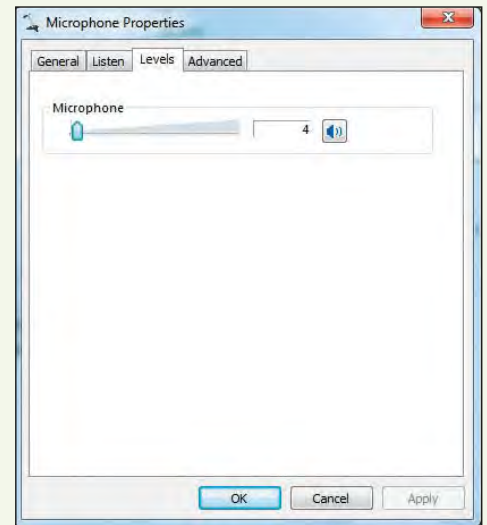 Microphone Properties
General Listen Levels Advanced
Microphone
4
OK Cancel Apply